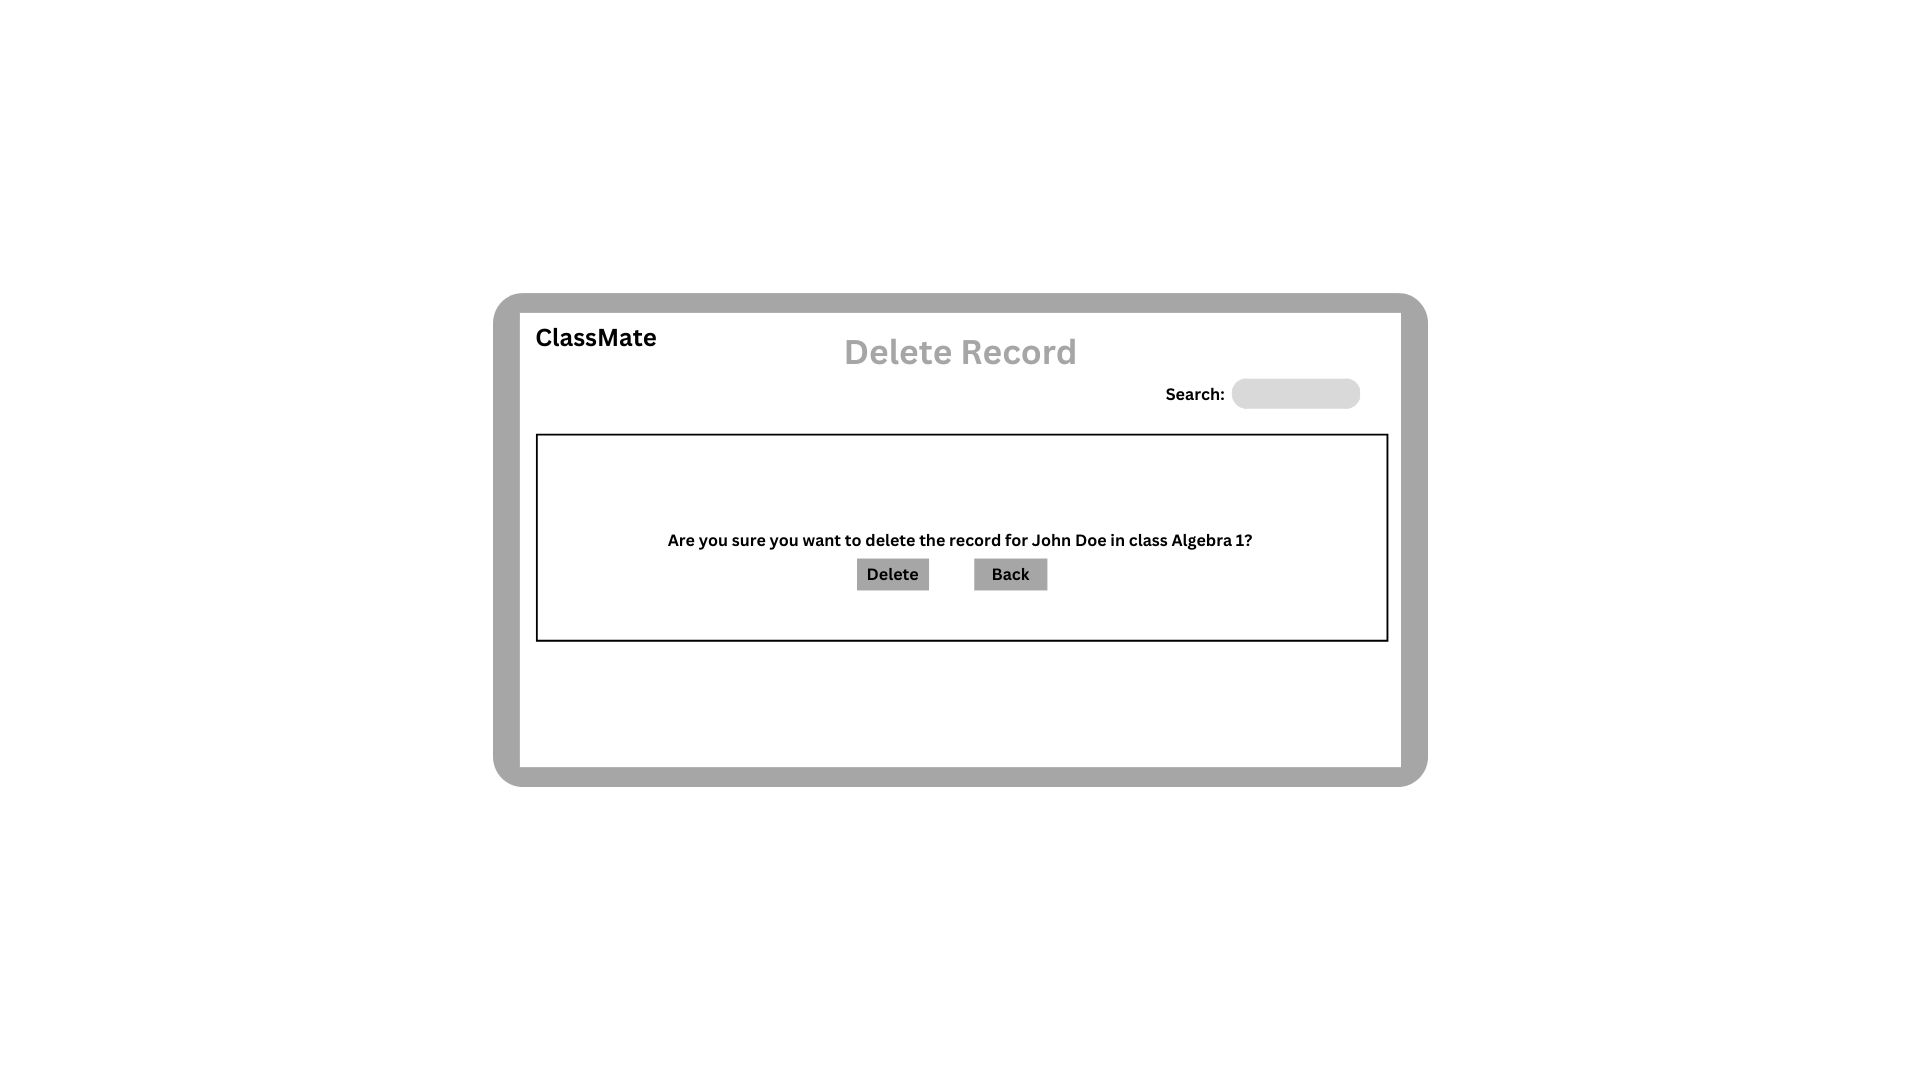 ClassMate
Delete Record
Search:
Are you sure you want to delete the record for John Doe in class Algebra 1?
Delete
Back